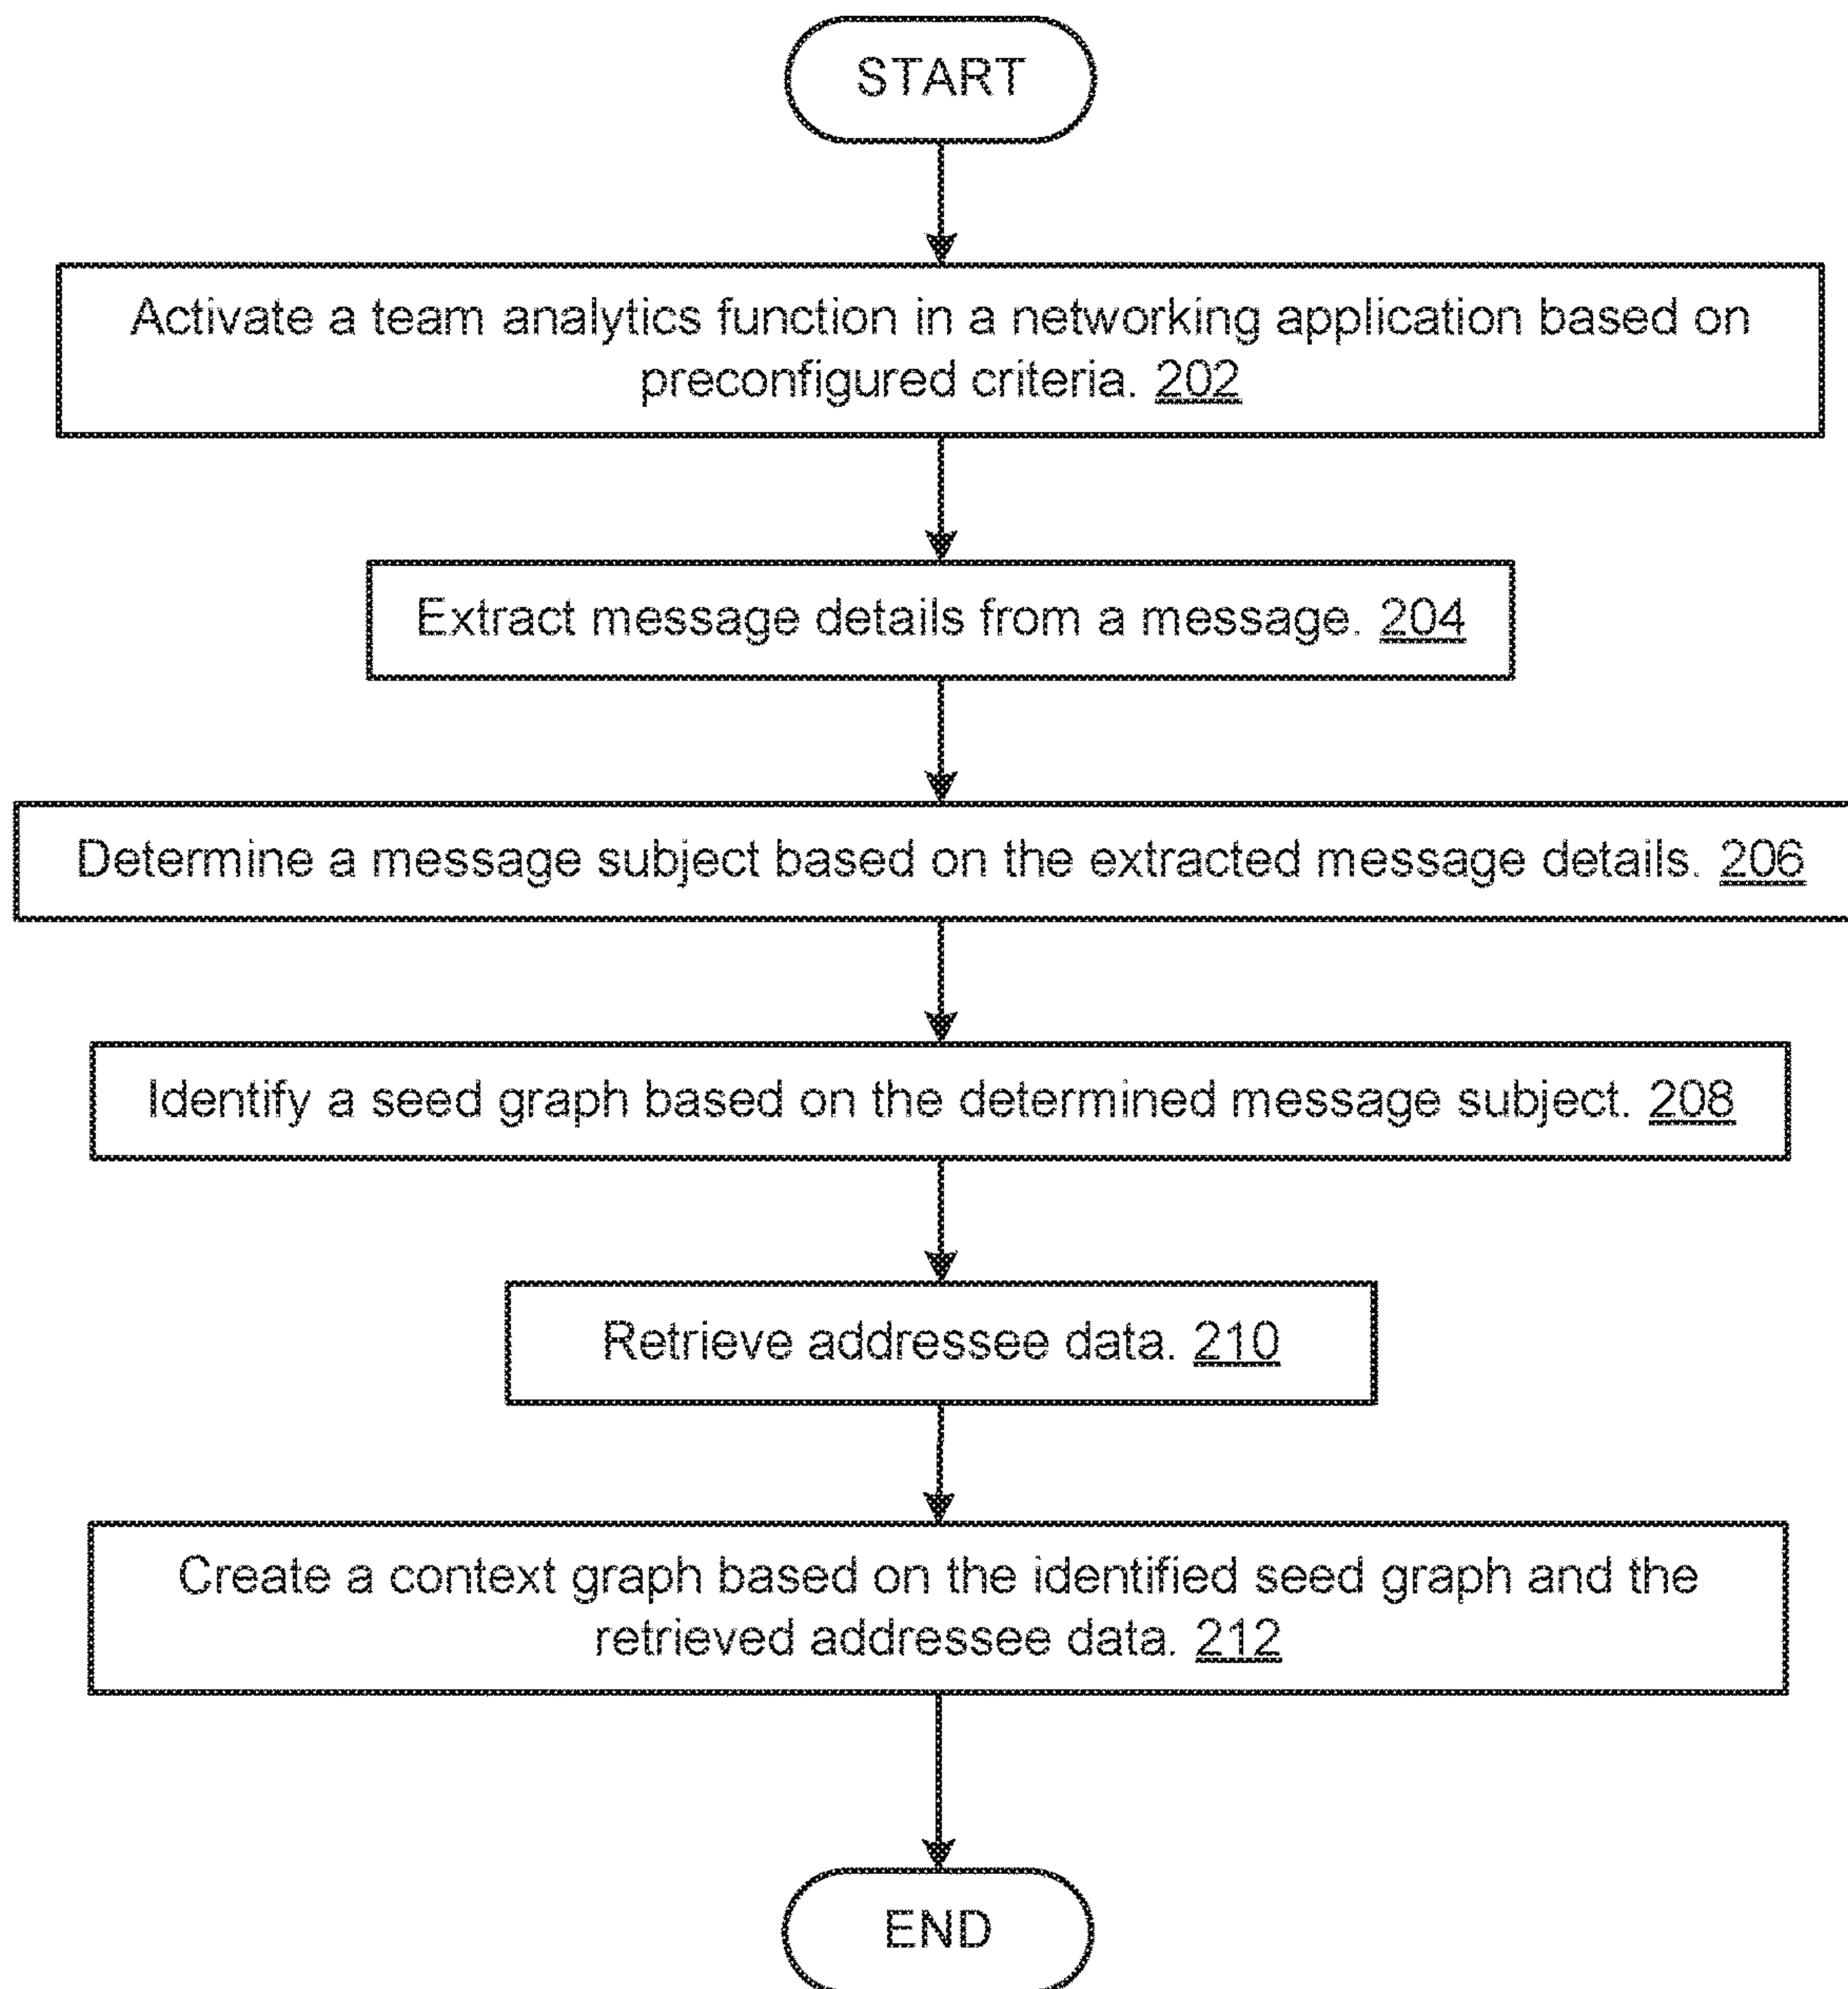 START
Activate a team analytics function in a networking application based on
preconfigured criteria. 202
Extract message details from a message. 204
Determine a message subject based on the extracted message details. 206
Identify a seed graph based on the determined message subject. 208
Retrieve addressee data. 210
Create a context graph based on the identified seed graph and the
retrieved addressee data. 212
END